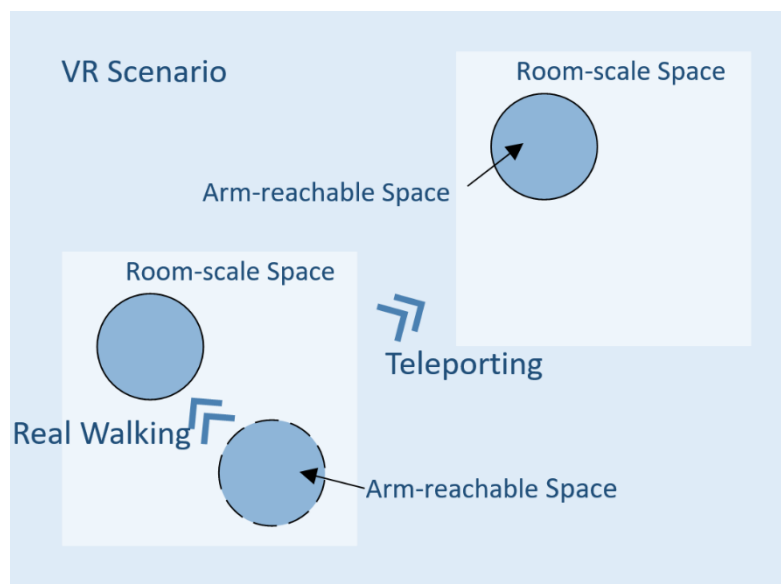 VR Scenario
Room-scale Space
Arm-reachable Space
Room-scale Space
Teleporting
Real Walking
Arm-reachable Space